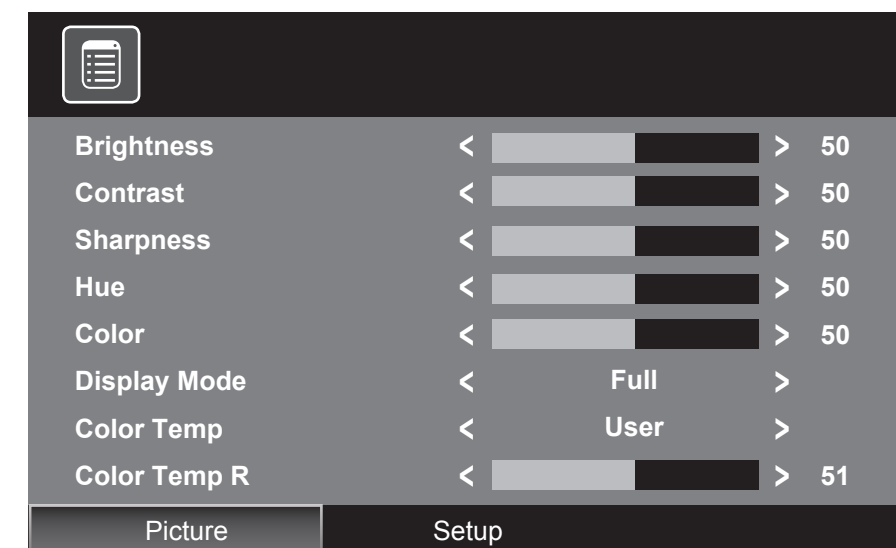 Brightness < > 50
Contrast < > 50
Sharpness < > 50
Hue < > 50
Color < > 50
Display Mode < Full >
Color Temp < User >
Color Temp R < > 51
Picture Setup